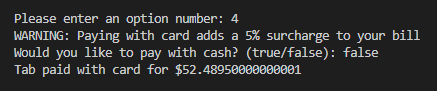 Please enter an option number: 4
WARNING: Paying with card adds a 5% surcharge to your bill
Would you like to pay with cash? (true/false): false
Tab paid with card for $52.48950000000001